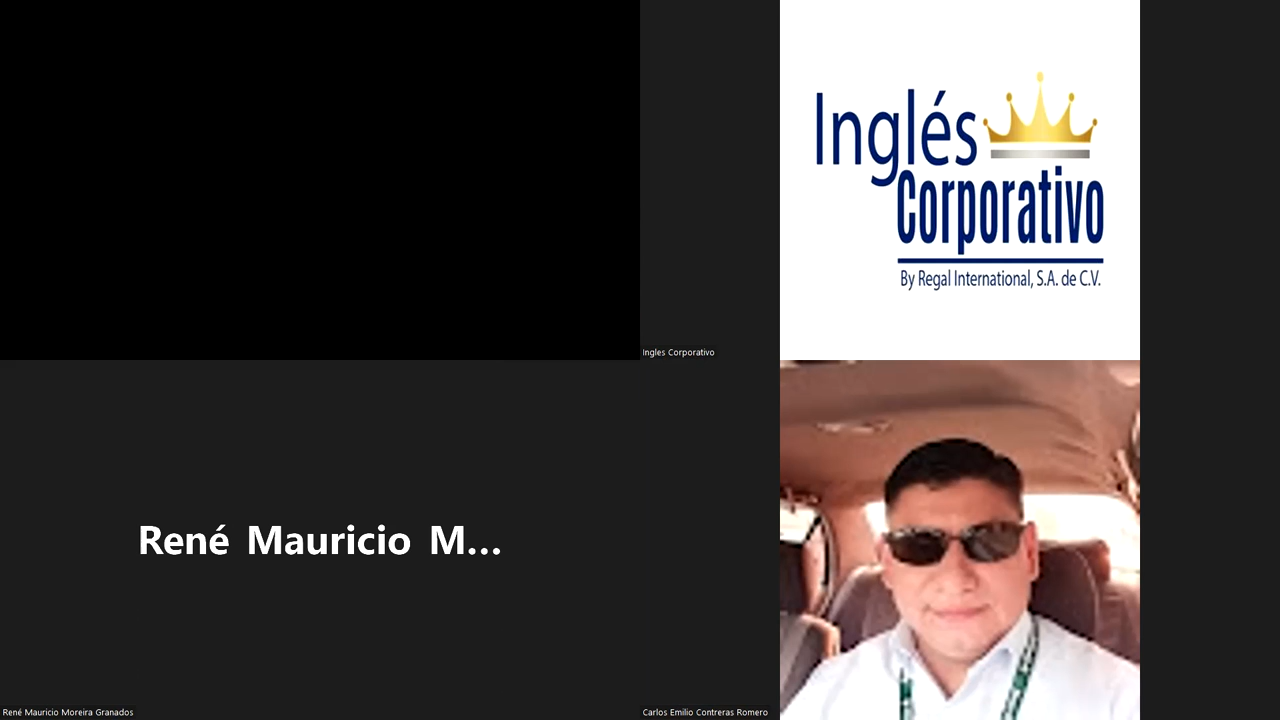 Inglés
Corporativo
By Regal International, S.A. de C.V.
Ingles Corporativo
René Mauricio M...
René Mauricio Moreira Granados
Carlos Emilio Contreras Romero